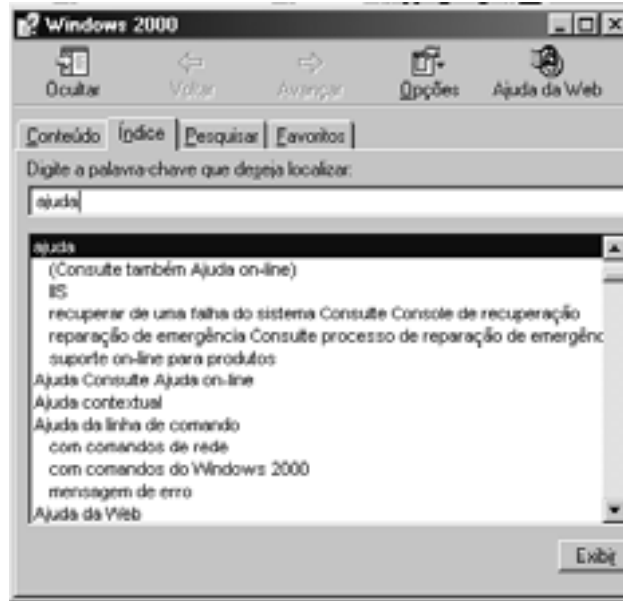 Windows 2000
Ocultar Voltar Avançar Opções Ajuda da Web
Conteúdo Índice Pesquisar Favoritos
Digite a palavra-chave que deseja localizar:
ajuda
ajuda
(Consulte também Ajuda on-line)
IIS
recuperar de uma falha do sistema Consulte Console de recuperação
reparação de emergência Consulte processo de reparação de emergênc
suporte on-line para produtos
Ajuda Consulte Ajuda on-line
Ajuda contextual
Ajuda da linha de comando
com comandos de rede
com comandos do Windows 2000
mensagem de erro
Ajuda da Web
Exibir